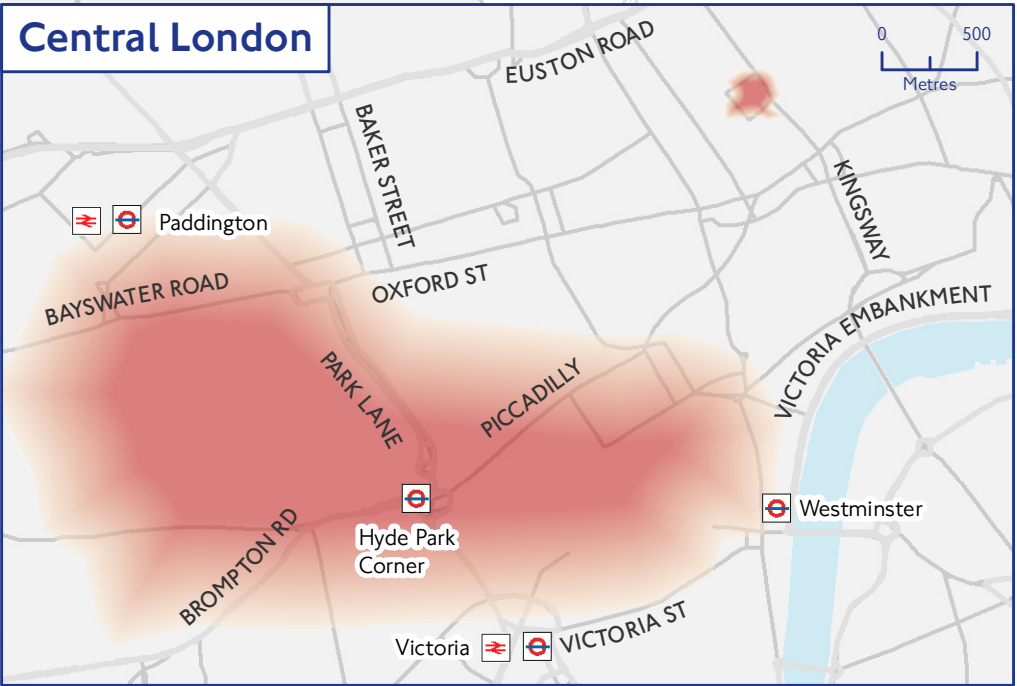 Central London
0 500
Metres
EUSTON ROAD
BAKER STREET
KINGSWAY
Paddington
BAYSWATER ROAD
OXFORD ST
VICTORIA EMBANKMENT
PARK LANE
PICCADILLY
Westminster
Hyde Park
Corner
BROMPTON RD
Victoria
VICTORIA ST